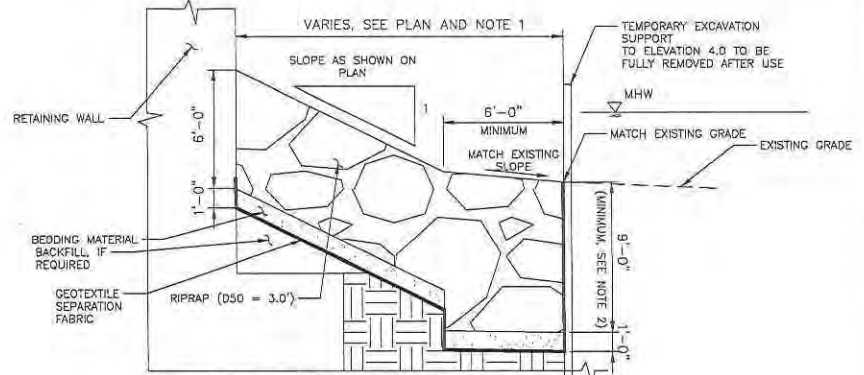 VARIES, SEE PLAN AND NOTE 1
TEMPORARY EXCAVATION
SUPPORT
TO ELEVATION 4.0 TO BE
FULLY REMOVED AFTER USE
SLOPE AS SHOWN ON
PLAN
1
MHW
RETAINING WALL
6'-0"
6'-0"
MINIMUM
MATCH EXISTING GRADE
MATCH EXISTING
SLOPE
EXISTING GRADE
1'-0"
BEDDING MATERIAL
BACKFILL, IF
REQUIRED
GEOTEXTILE
SEPARATION
FABRIC
RIPRAP (D50 = 3.0')
9'-0"
(MINIMUM, SEE NOTE 2)
1'-0"